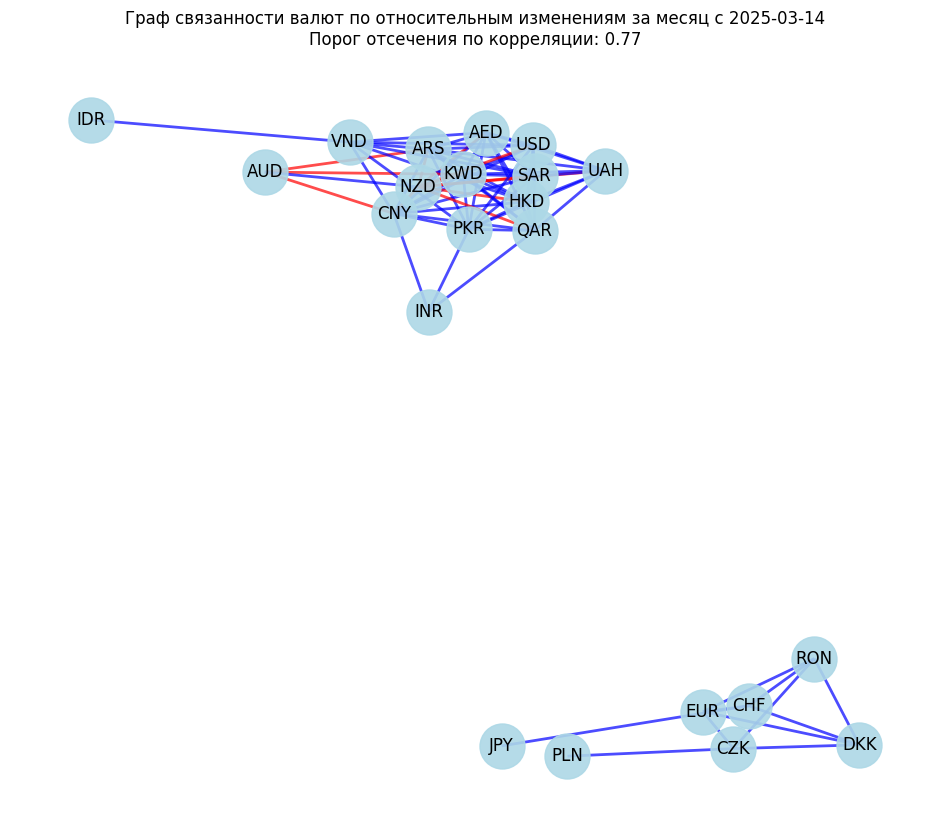 Граф связанности валют по относительным изменениям за месяц с 2025-03-14
Порог отсечения по корреляции: 0.77
IDR
VND
ARS
AED
USD
AUD
NZD
KWD
SAR
UAH
CNY
HKD
PKR
QAR
INR
RON
EUR
CHF
JPY
PLN
CZK
DKK